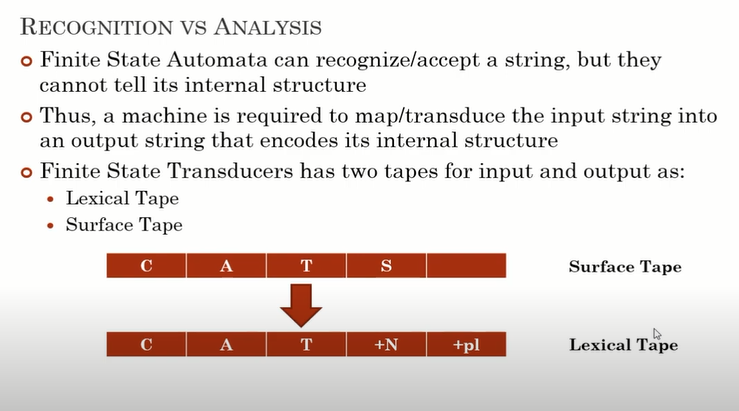 RECOGNITION VS ANALYSIS
Finite State Automata can recognize/accept a string, but they
cannot tell its internal structure
Thus, a machine is required to map/transduce the input string into
an output string that encodes its internal structure
Finite State Transducers has two tapes for input and output as:
Lexical Tape
Surface Tape
C A T S Surface Tape
C A T +N +pl Lexical Tape